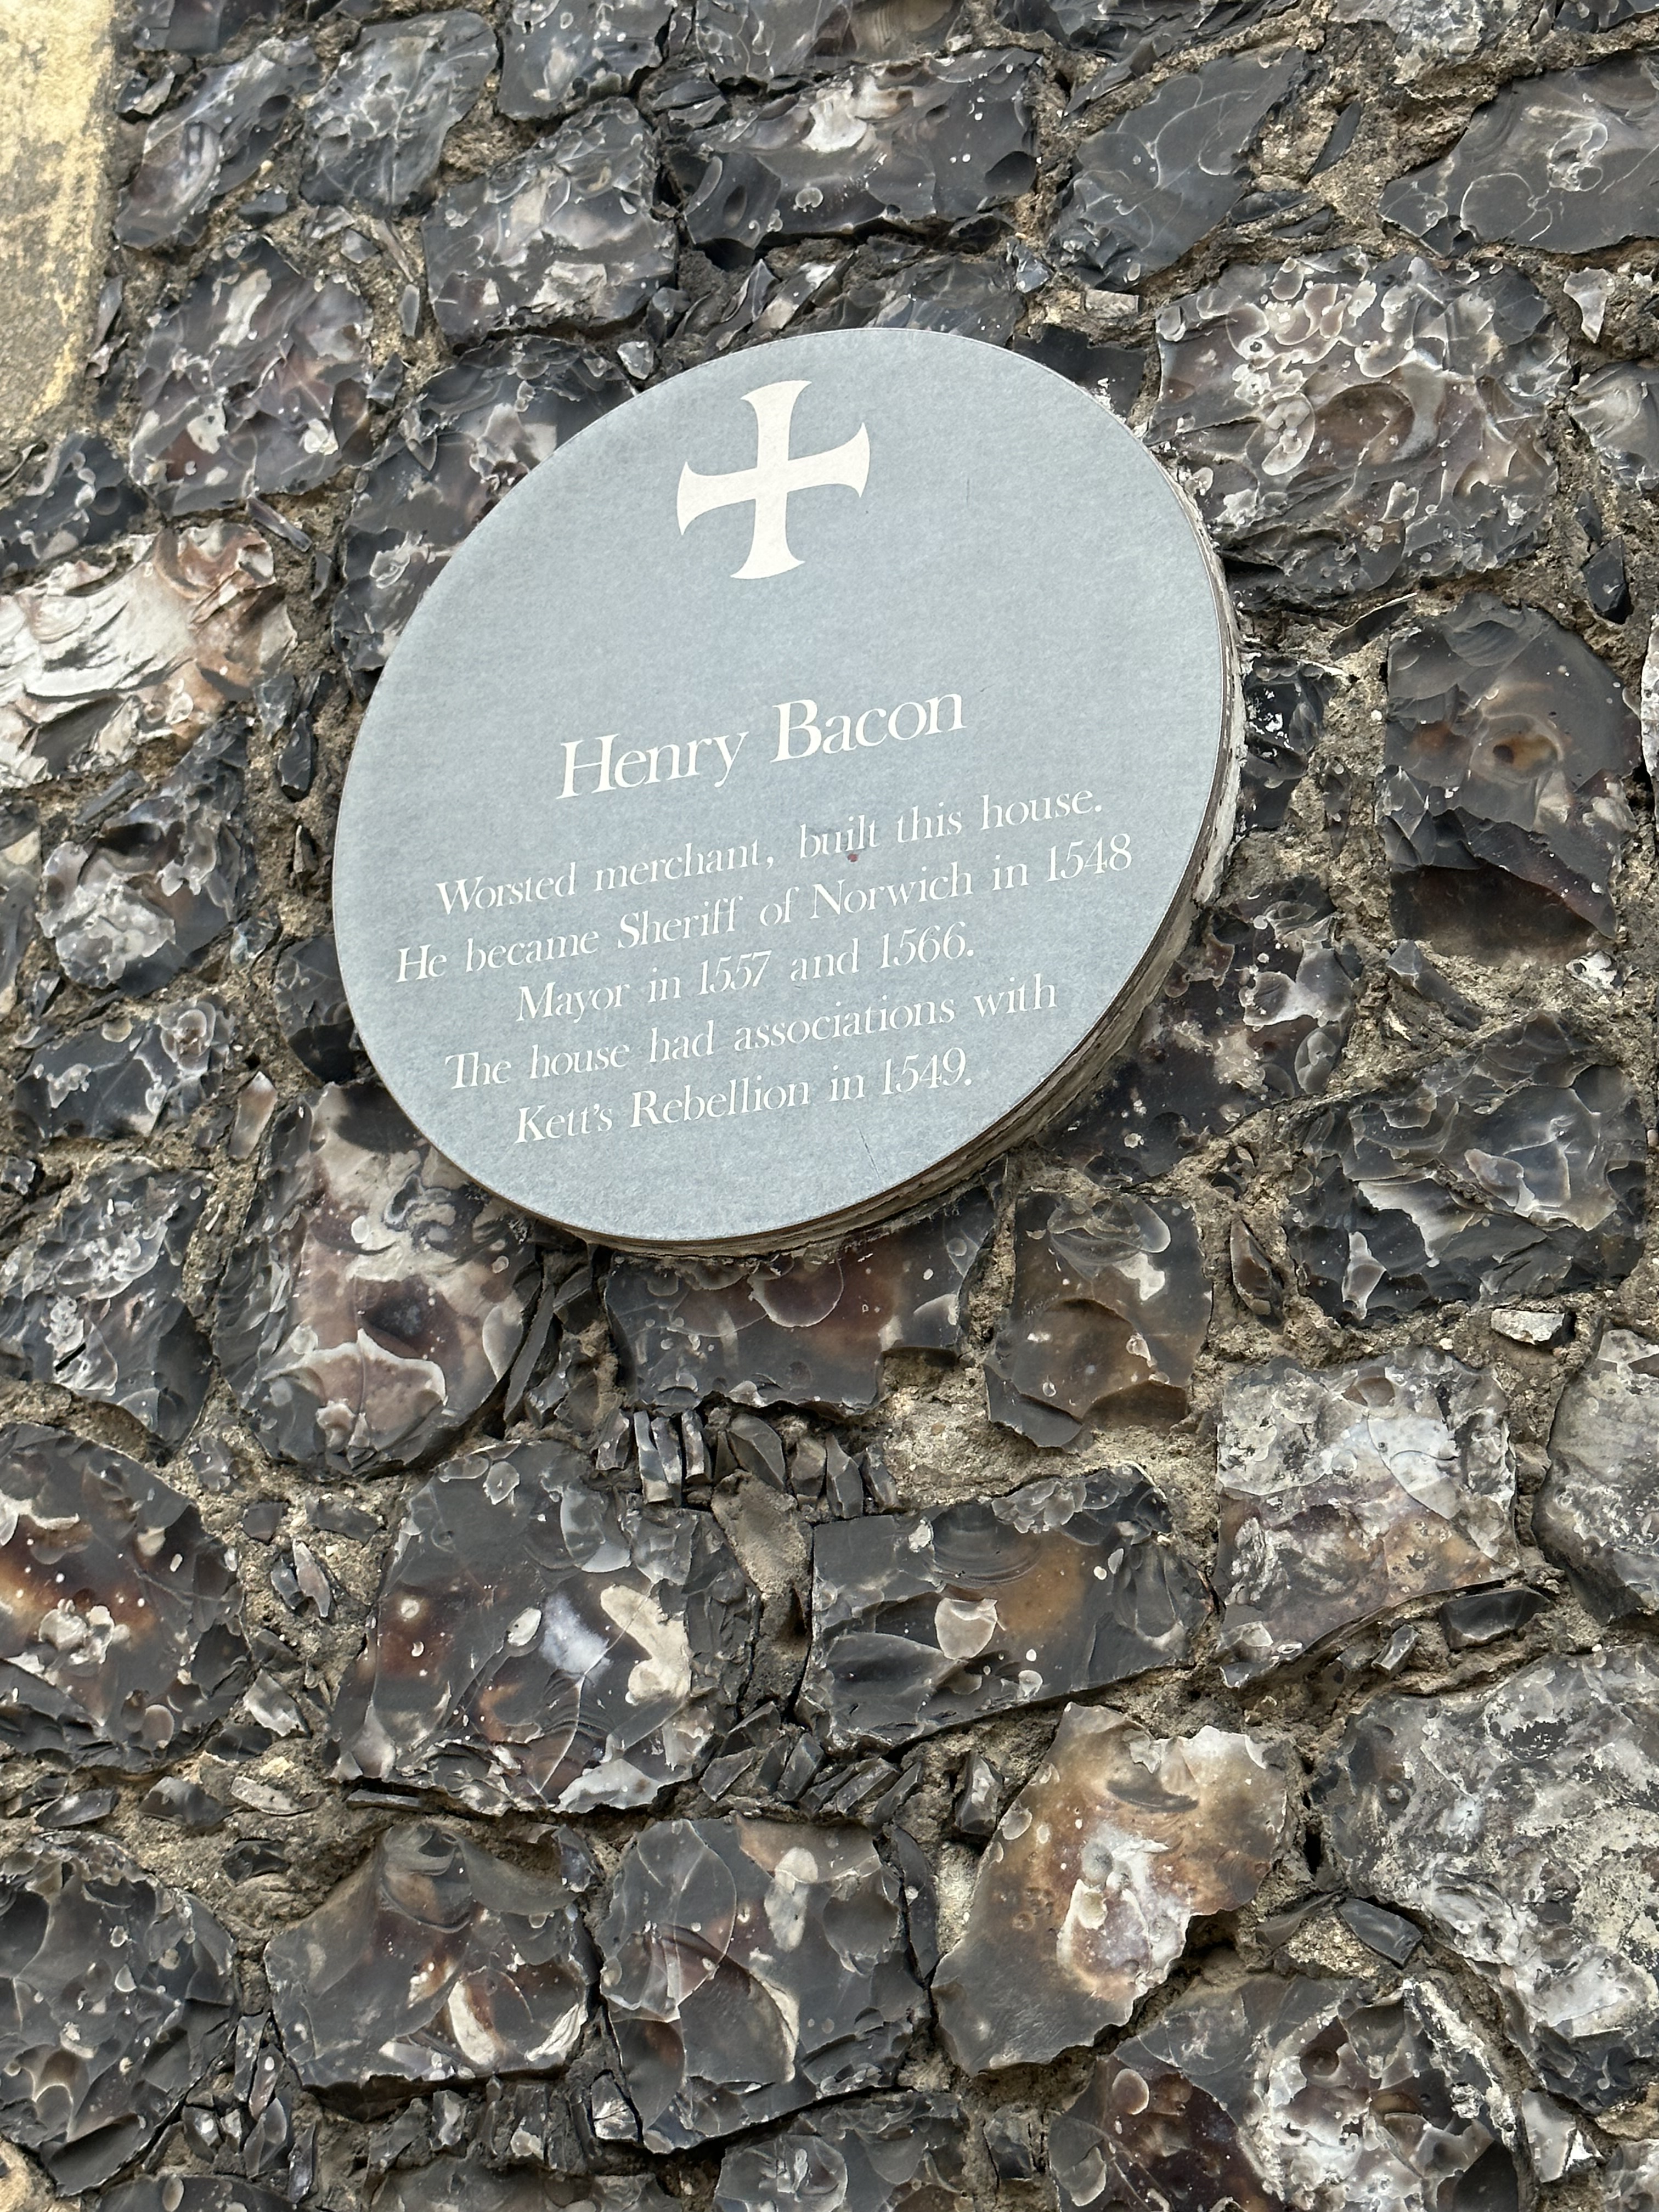 Henry Bacon
Worsted merchant, built this house.
He became Sheriff of Norwich in 1548
Mayor in 1557 and 1566.
The house had associations with
Kett's Rebellion in 1549.